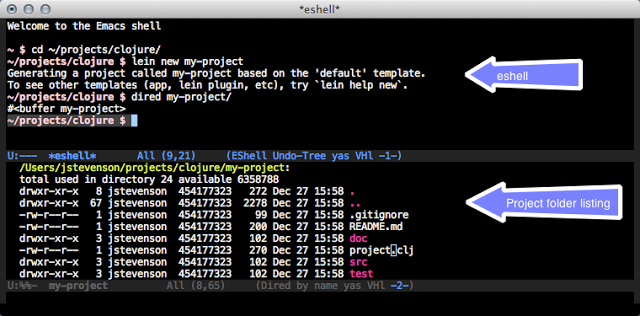 *eshell*
Welcome to the Emacs shell
~ $ cd ~/projects/clojure/
~/projects/clojure $ lein new my-project
Generating a project called my-project based on the 'default' template.
To see other templates (app, lein plugin, etc), try `lein help new`.
~/projects/clojure $ dired my-project/
#<buffer my-project>
~/projects/clojure $
eshell
U:---  *eshell*       All (9,21)     (EShell Undo-Tree yas VHl -1-)
/Users/jstevenson/projects/clojure/my-project:
total used in directory 24 available 6358788
drwxr-xr-x   8 jstevenson  454177323   272 Dec 27 15:58 .
drwxr-xr-x  67 jstevenson  454177323  2278 Dec 27 15:58 ..
-rw-r--r--   1 jstevenson  454177323    99 Dec 27 15:58 .gitignore
-rw-r--r--   1 jstevenson  454177323   200 Dec 27 15:58 README.md
drwxr-xr-x   3 jstevenson  454177323   102 Dec 27 15:58 doc
-rw-r--r--   1 jstevenson  454177323   270 Dec 27 15:58 project.clj
drwxr-xr-x   3 jstevenson  454177323   102 Dec 27 15:58 src
drwxr-xr-x   3 jstevenson  454177323   102 Dec 27 15:58 test
Project folder listing
U:%%-  my-project          All (8,65)     (Dired by name yas VHl -2-)